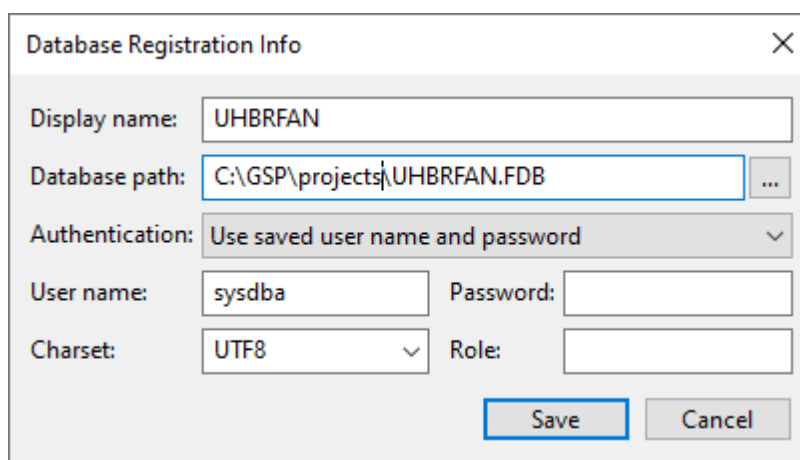 Database Registration Info
Display name: UHBRFAN
Database path: C:\GSP\projects\UHBRFAN.FDB ...
Authentication: Use saved user name and password
User name: sysdba Password:
Charset: UTF8 Role:
Save Cancel